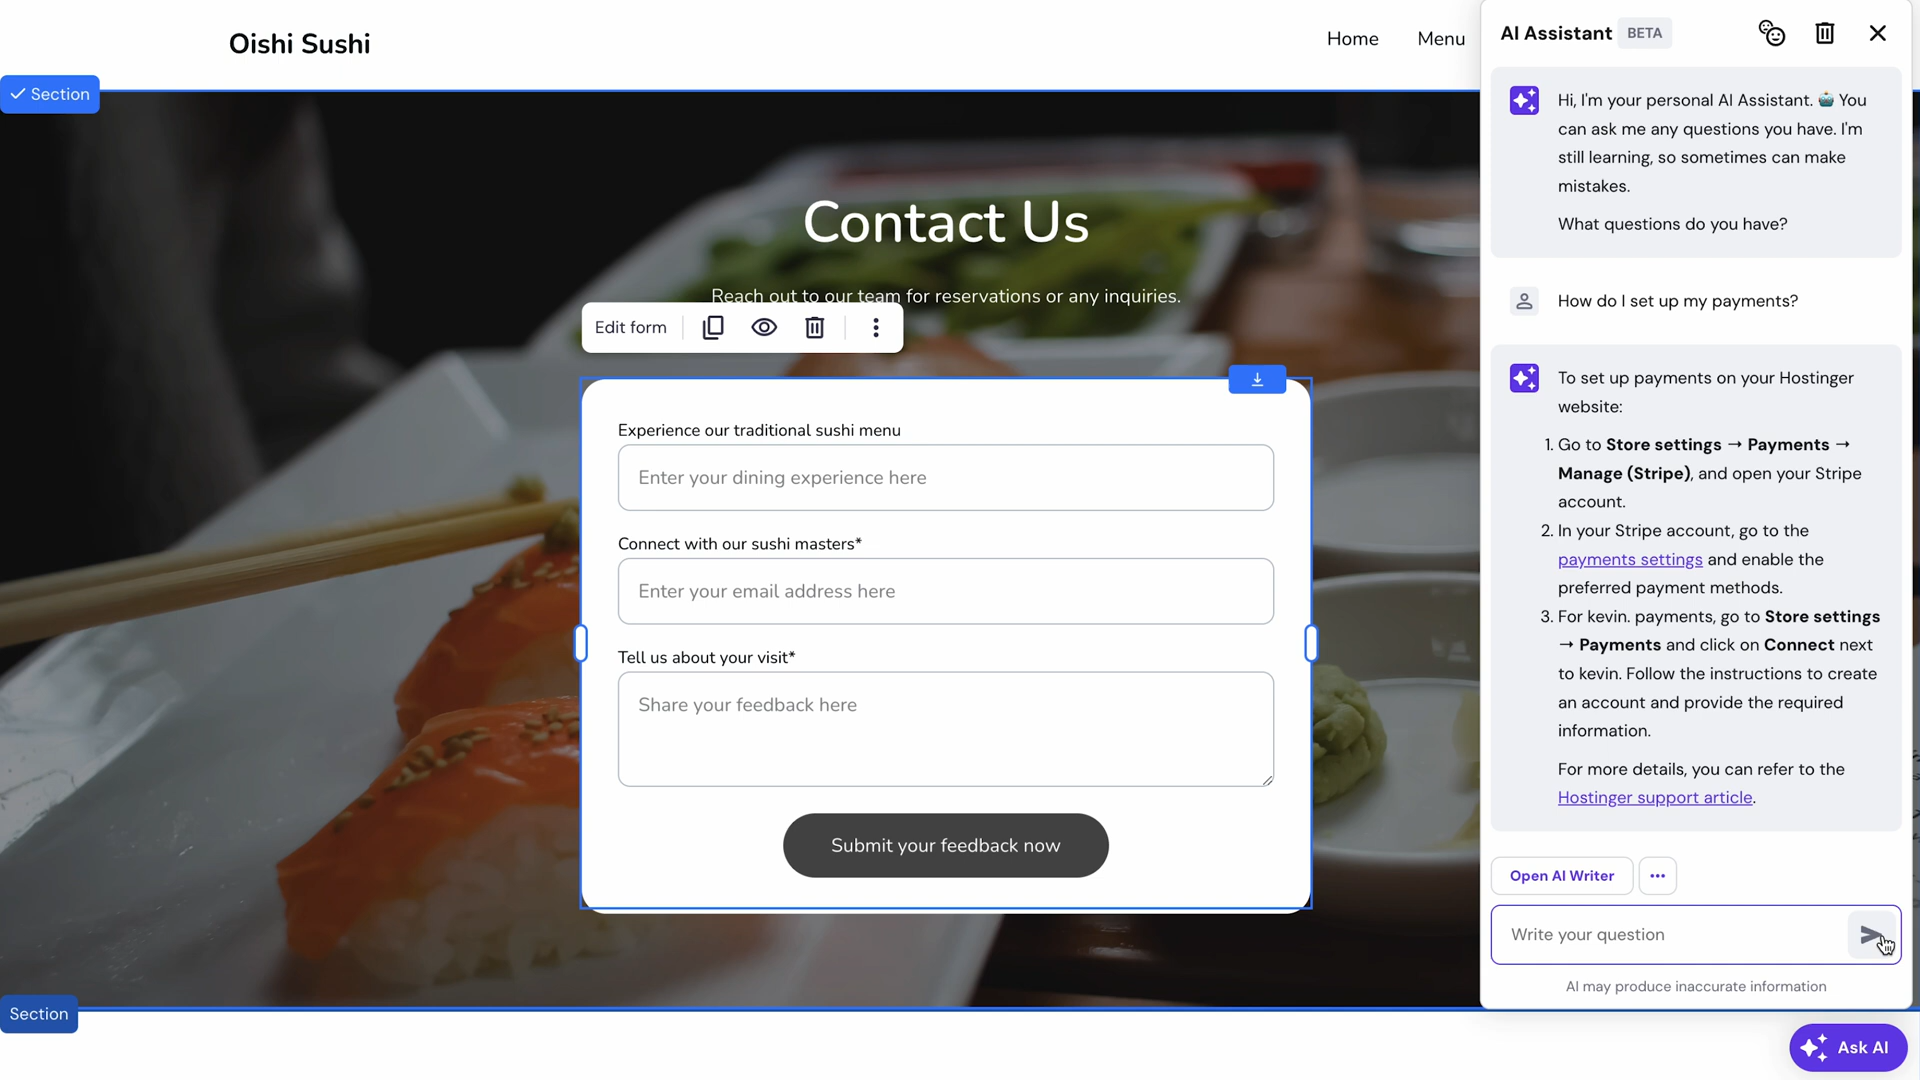 Oishi Sushi
Home
Menu
Section
Contact Us
Reach out to our team for reservations or any inquiries.
Edit form
Experience our traditional sushi menu
Enter your dining experience here
Connect with our sushi masters*
Enter your email address here
Tell us about your visit*
Share your feedback here
Submit your feedback now
Section
AI Assistant
BETA
Hi, I'm your personal AI Assistant. 🤖 You
can ask me any questions you have. I'm
still learning, so sometimes can make
mistakes.
What questions do you have?
How do I set up my payments?
To set up payments on your Hostinger
website:
1. Go to Store settings → Payments →
Manage (Stripe), and open your Stripe
account.
2. In your Stripe account, go to the
payments settings and enable the
preferred payment methods.
3. For kevin. payments, go to Store settings
→ Payments and click on Connect next
to kevin. Follow the instructions to create
an account and provide the required
information.
For more details, you can refer to the
Hostinger support article.
Open AI Writer
Write your question
AI may produce inaccurate information
Ask AI